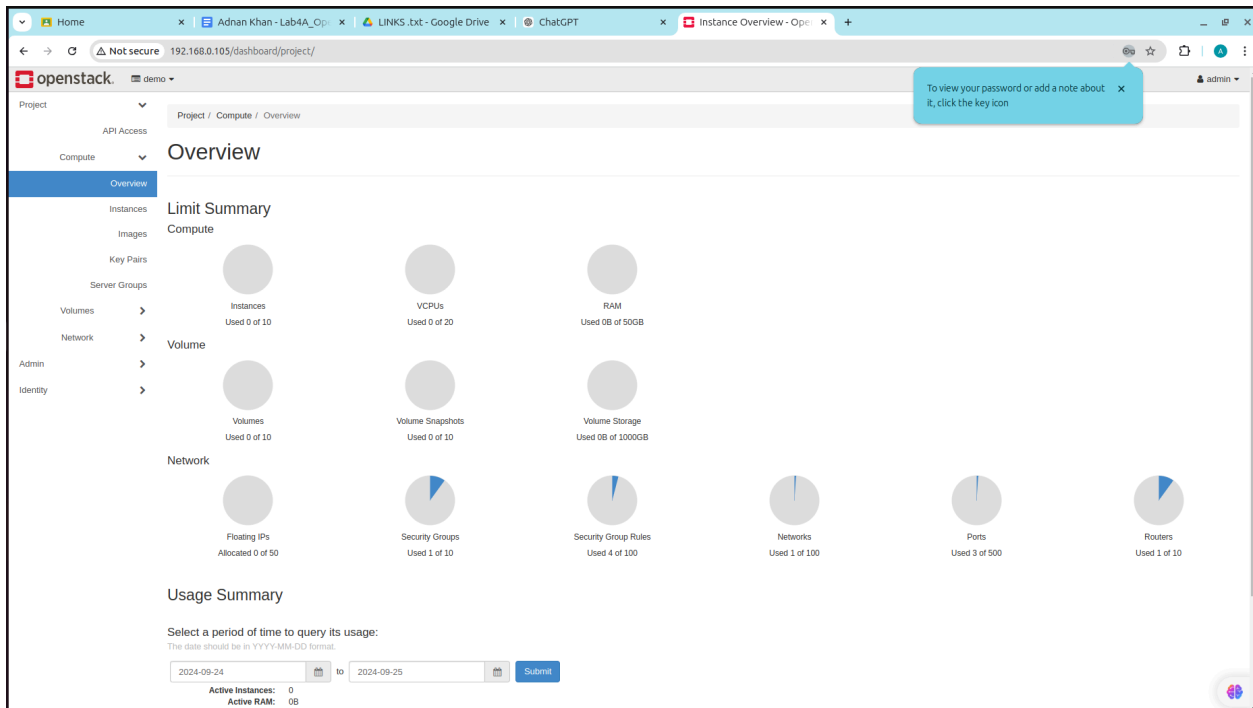 Home
Adnan Khan - Lab4A_Ope
LINKS .txt - Google Drive
ChatGPT
Instance Overview - Ope
Not secure 192.168.0.105/dashboard/project/
A
openstack. demo admin
To view your password or add a note about
it, click the key icon
Project
API Access
Compute
Overview
Instances
Images
Key Pairs
Server Groups
Volumes
Network
Admin
Identity
Project / Compute / Overview
Overview
Limit Summary
Compute
Instances VCPUs RAM
Used 0 of 10 Used 0 of 20 Used 0B of 50GB
Volume
Volumes Volume Snapshots Volume Storage
Used 0 of 10 Used 0 of 10 Used 0B of 1000GB
Network
Floating IPs Security Groups Security Group Rules Networks Ports Routers
Allocated 0 of 50 Used 1 of 10 Used 4 of 100 Used 1 of 100 Used 3 of 500 Used 1 of 10
Usage Summary
Select a period of time to query its usage:
The date should be in YYYY-MM-DD format.
2024-09-24 to 2024-09-25 Submit
Active Instances: 0
Active RAM: 0B